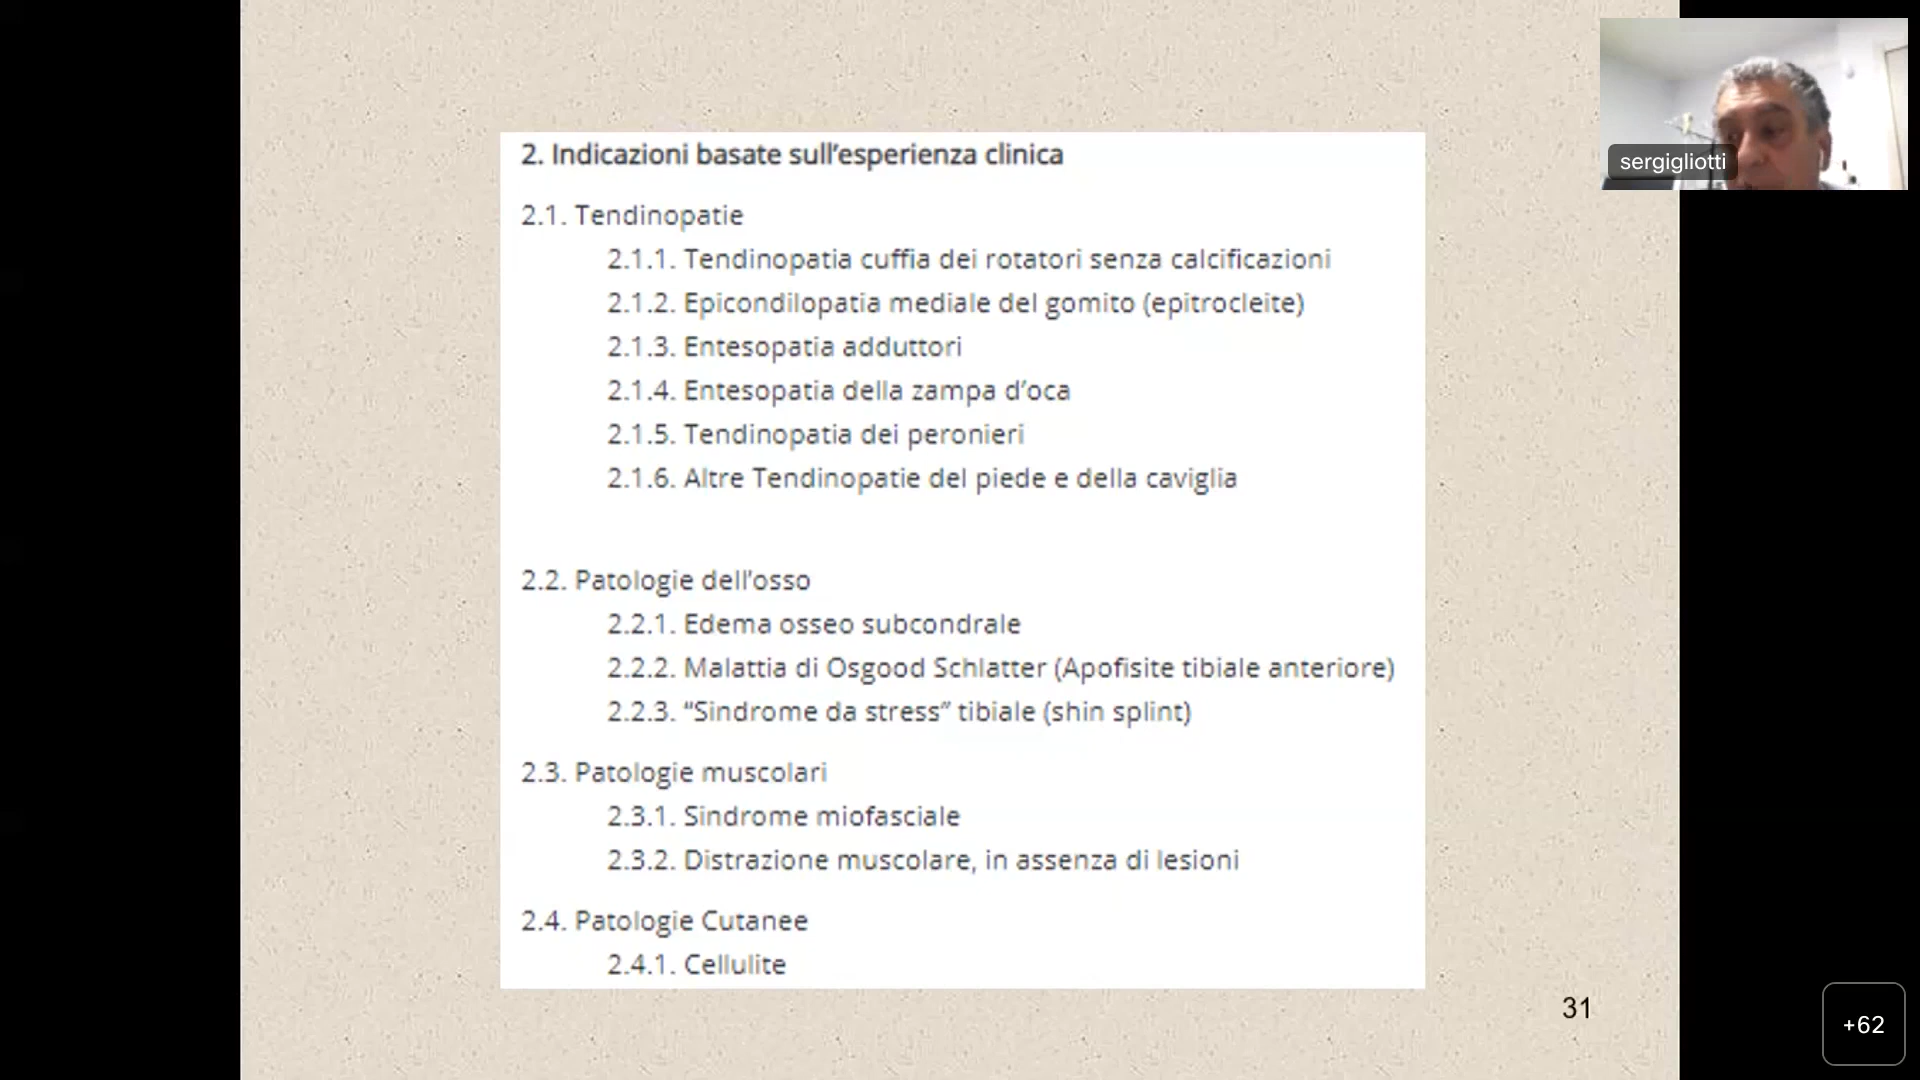 2. Indicazioni basate sull'esperienza clinica
2.1. Tendinopatie
2.1.1. Tendinopatia cuffia dei rotatori senza calcificazioni
2.1.2. Epicondilopatia mediale del gomito (epitrocleite)
2.1.3. Entesopatia adduttori
2.1.4. Entesopatia della zampa d'oca
2.1.5. Tendinopatia dei peronieri
2.1.6. Altre Tendinopatie del piede e della caviglia
2.2. Patologie dell'osso
2.2.1. Edema osseo subcondrale
2.2.2. Malattia di Osgood Schlatter (Apofisite tibiale anteriore)
2.2.3. “Sindrome da stress” tibiale (shin splint)
2.3. Patologie muscolari
2.3.1. Sindrome miofasciale
2.3.2. Distrazione muscolare, in assenza di lesioni
2.4. Patologie Cutanee
2.4.1. Cellulite
31
sergigliotti
+62